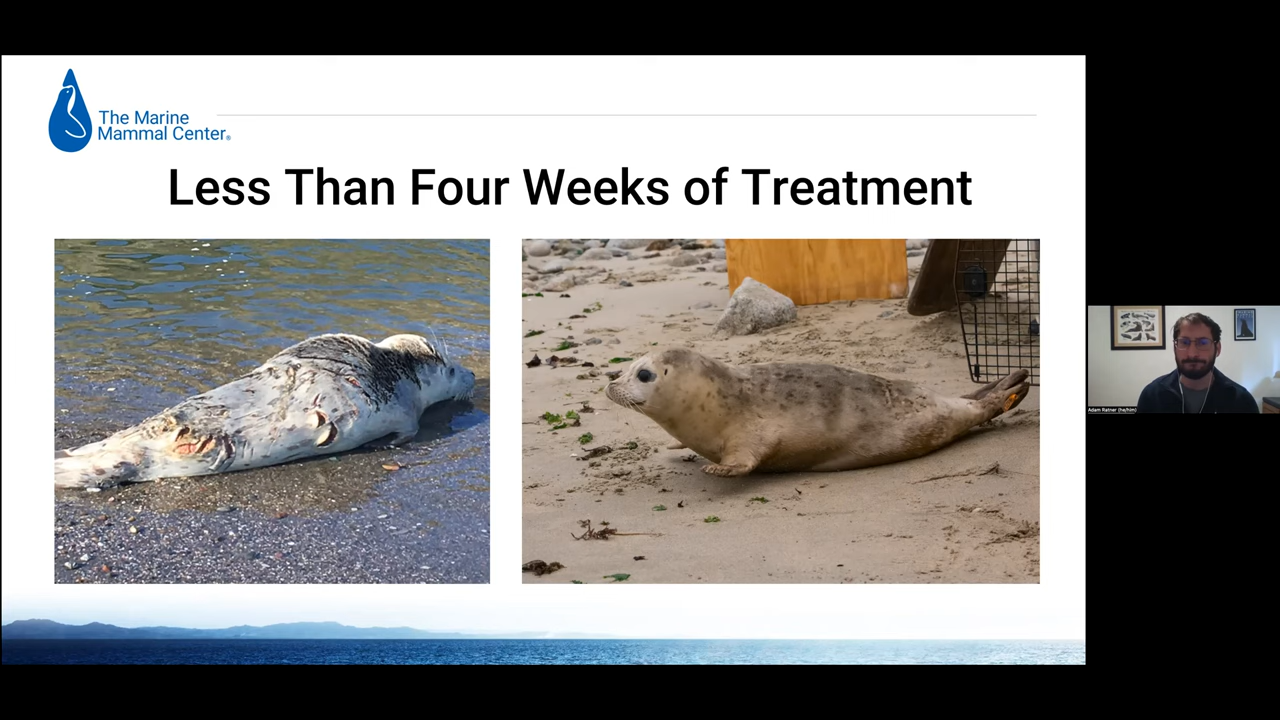 The Marine
Mammal Center®
Less Than Four Weeks of Treatment
Adam Ratner (he/him)